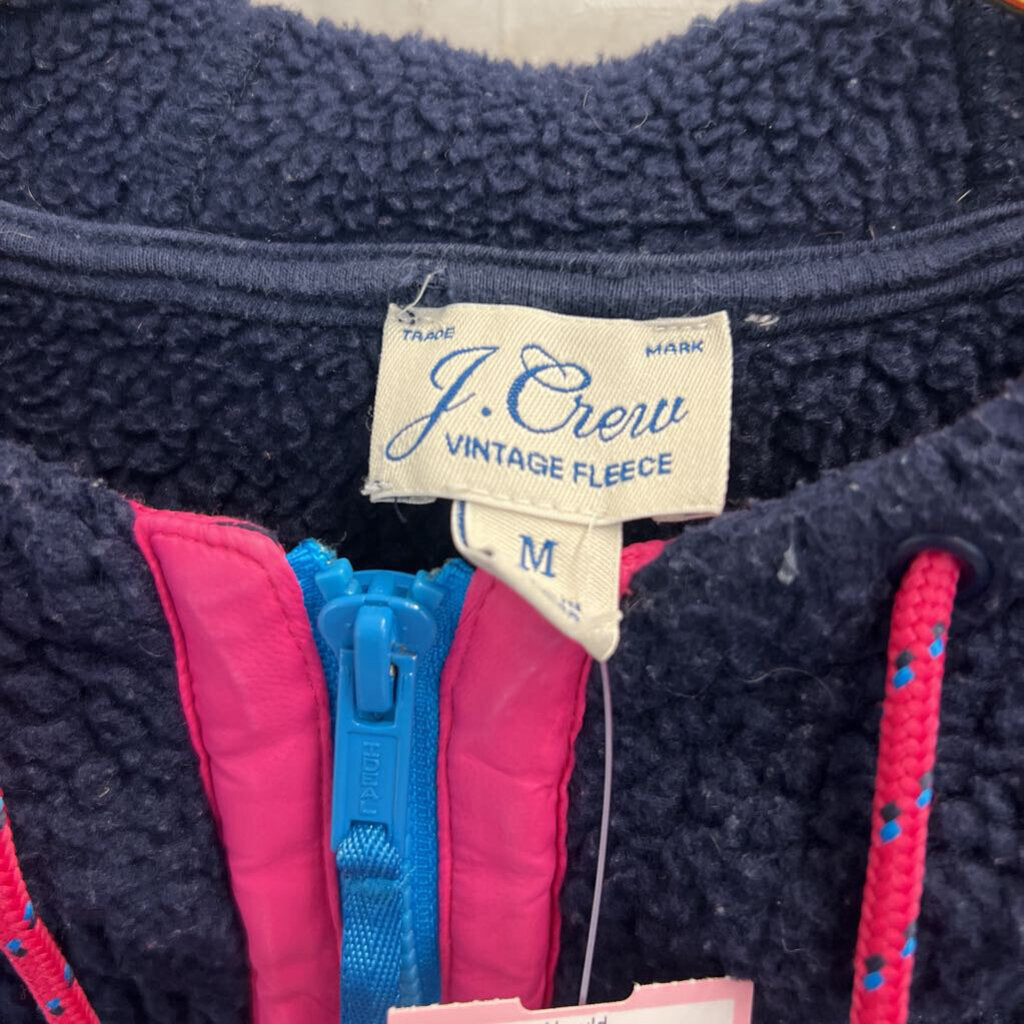 TRADE MARK
J. Crew
VINTAGE FLEECE
M
IDEAL